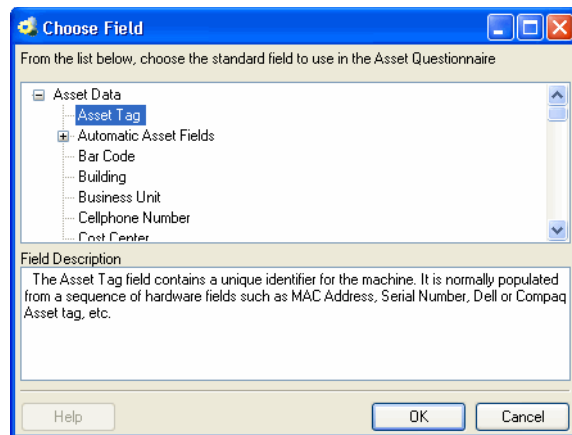 Choose Field
From the list below, choose the standard field to use in the Asset Questionnaire
Asset Data
Asset Tag
Automatic Asset Fields
Bar Code
Building
Business Unit
Cellphone Number
Cost Center
Field Description
The Asset Tag field contains a unique identifier for the machine. It is normally populated
from a sequence of hardware fields such as MAC Address, Serial Number, Dell or Compaq
Asset tag, etc.
Help OK Cancel